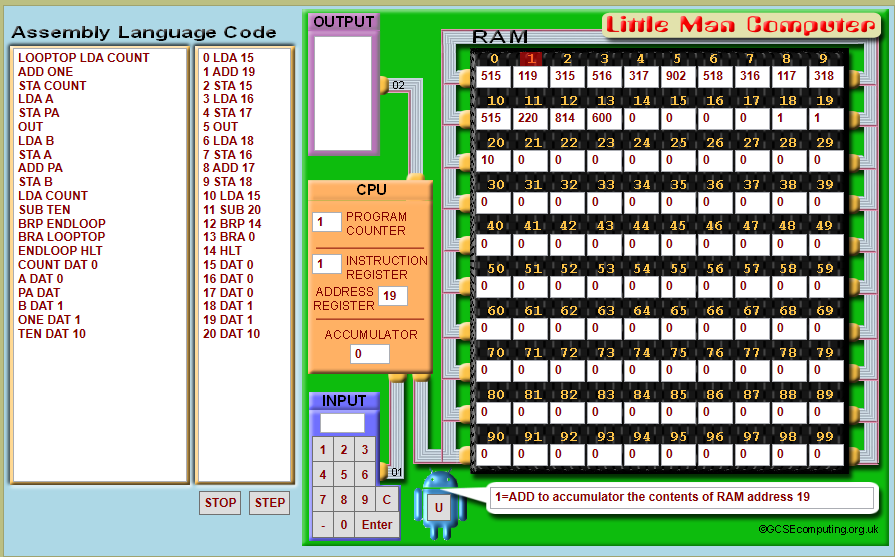 Assembly Language Code
LOOPTOP LDA COUNT
ADD ONE
STA COUNT
LDA A
STA PA
OUT
LDA B
STA A
ADD PA
STA B
LDA COUNT
SUB TEN
BRP ENDLOOP
BRA LOOPTOP
ENDLOOP HLT
COUNT DAT 0
A DAT 0
PA DAT
B DAT 1
ONE DAT 1
TEN DAT 10
0 LDA 15
1 ADD 19
2 STA 15
3 LDA 16
4 STA 17
5 OUT
6 LDA 18
7 STA 16
8 ADD 17
9 STA 18
10 LDA 15
11 SUB 20
12 BRP 14
13 BRA 0
14 HLT
15 DAT 0
16 DAT 0
17 DAT 0
18 DAT 1
19 DAT 1
20 DAT 10
STOP STEP
OUTPUT
02
CPU
1 PROGRAM
COUNTER
1 INSTRUCTION
REGISTER
ADDRESS
REGISTER 19
ACCUMULATOR
0
INPUT
1 2 3
4 5 6
7 8 9 C
- 0 Enter
01
U
Little Man Computer
RAM
0 1 2 3 4 5 6 7 8 9
515 119 315 516 317 902 518 316 117 318
10 11 12 13 14 15 16 17 18 19
515 220 814 600 0 0 0 0 1 1
20 21 22 23 24 25 26 27 28 29
10 0 0 0 0 0 0 0 0 0
30 31 32 33 34 35 36 37 38 39
0 0 0 0 0 0 0 0 0 0
40 41 42 43 44 45 46 47 48 49
0 0 0 0 0 0 0 0 0 0
50 51 52 53 54 55 56 57 58 59
0 0 0 0 0 0 0 0 0 0
60 61 62 63 64 65 66 67 68 69
0 0 0 0 0 0 0 0 0 0
70 71 72 73 74 75 76 77 78 79
0 0 0 0 0 0 0 0 0 0
80 81 82 83 84 85 86 87 88 89
0 0 0 0 0 0 0 0 0 0
90 91 92 93 94 95 96 97 98 99
0 0 0 0 0 0 0 0 0 0
1=ADD to accumulator the contents of RAM address 19
©GCSEcomputing.org.uk